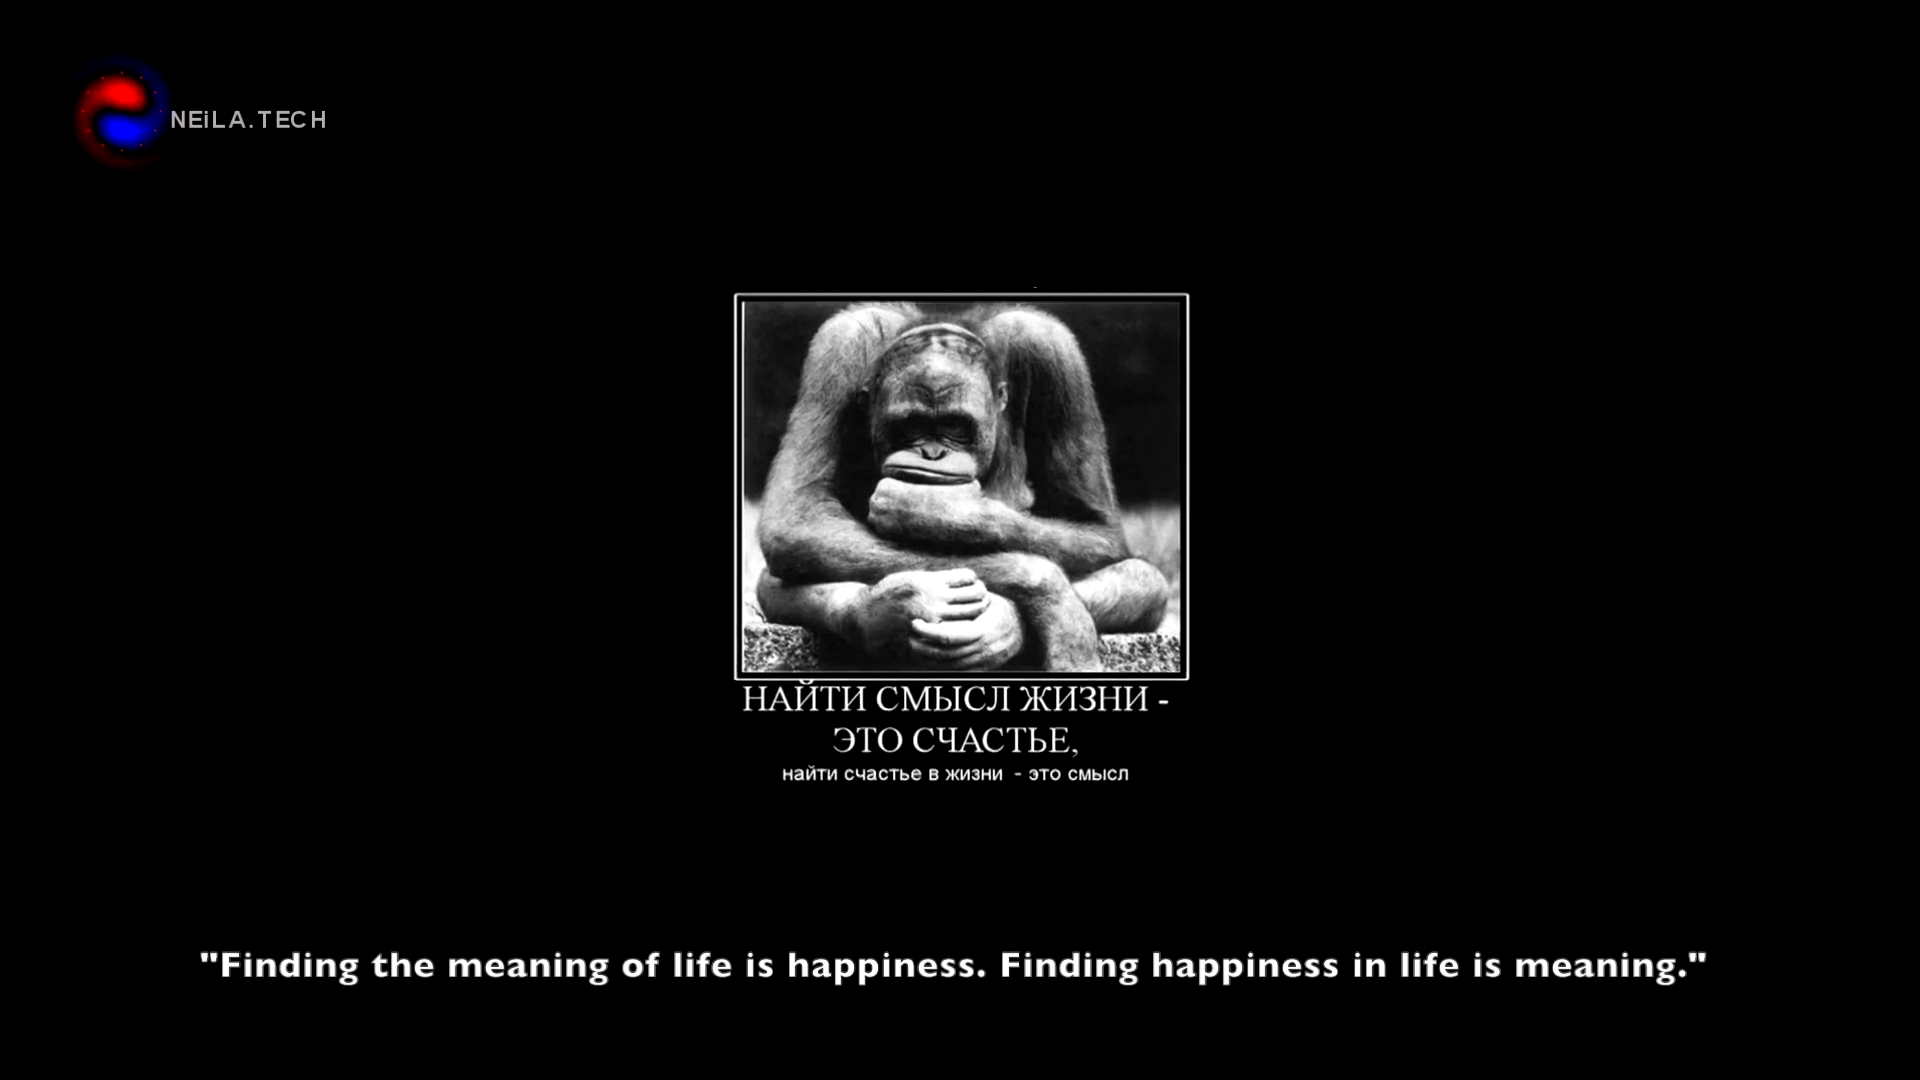 NEiLA.TECH
НАЙТИ СМЫСЛ ЖИЗНИ -
ЭТО СЧАСТЬЕ,
найти счастье в жизни - это смысл
"Finding the meaning of life is happiness. Finding happiness in life is meaning."